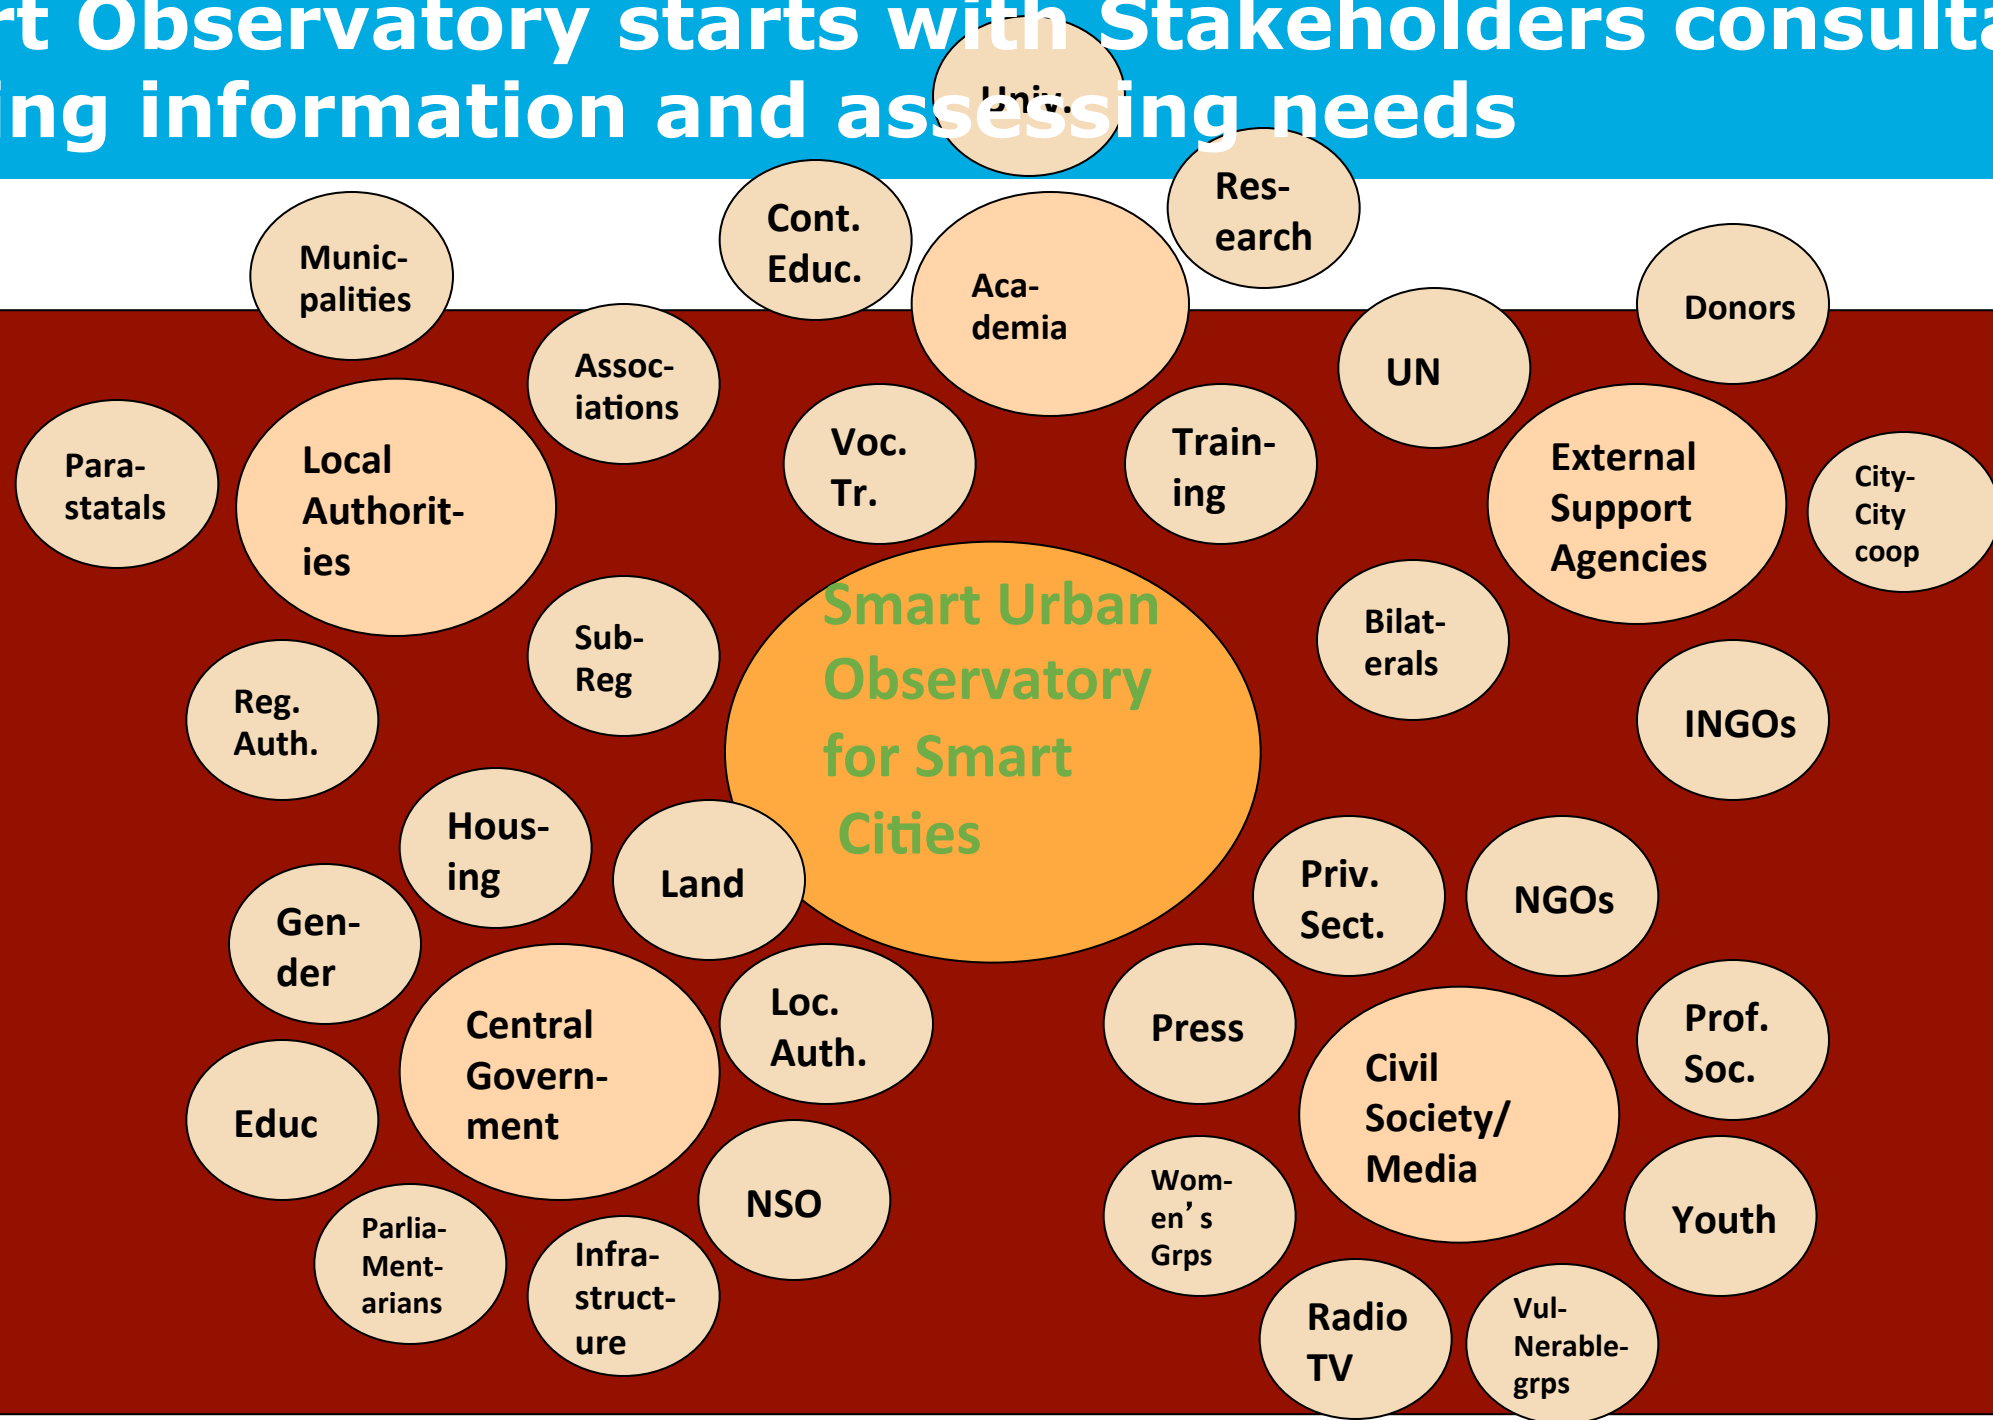 rt Observatory starts with Stakeholders consulta
ing information and assessing needs
Univ.
Res-
earch
Cont.
Educ.
Aca-
demia
Munic-
palities
Donors
UN
Assoc-
iations
Voc.
Tr.
Train-
ing
Para-
statals
Local
Authorit-
ies
External
Support
Agencies
City-
City
coop
Smart Urban
Observatory
for Smart
Cities
Sub-
Reg
Bilat-
erals
Reg.
Auth.
INGOs
Hous-
ing
Land
Priv.
Sect.
NGOs
Gen-
der
Central
Govern-
ment
Loc.
Auth.
Press
Civil
Society/
Media
Prof.
Soc.
Educ
NSO
Wom-
en’s
Grps
Youth
Parlia-
Ment-
arians
Infra-
struct-
ure
Radio
TV
Vul-
Nerable-
grps